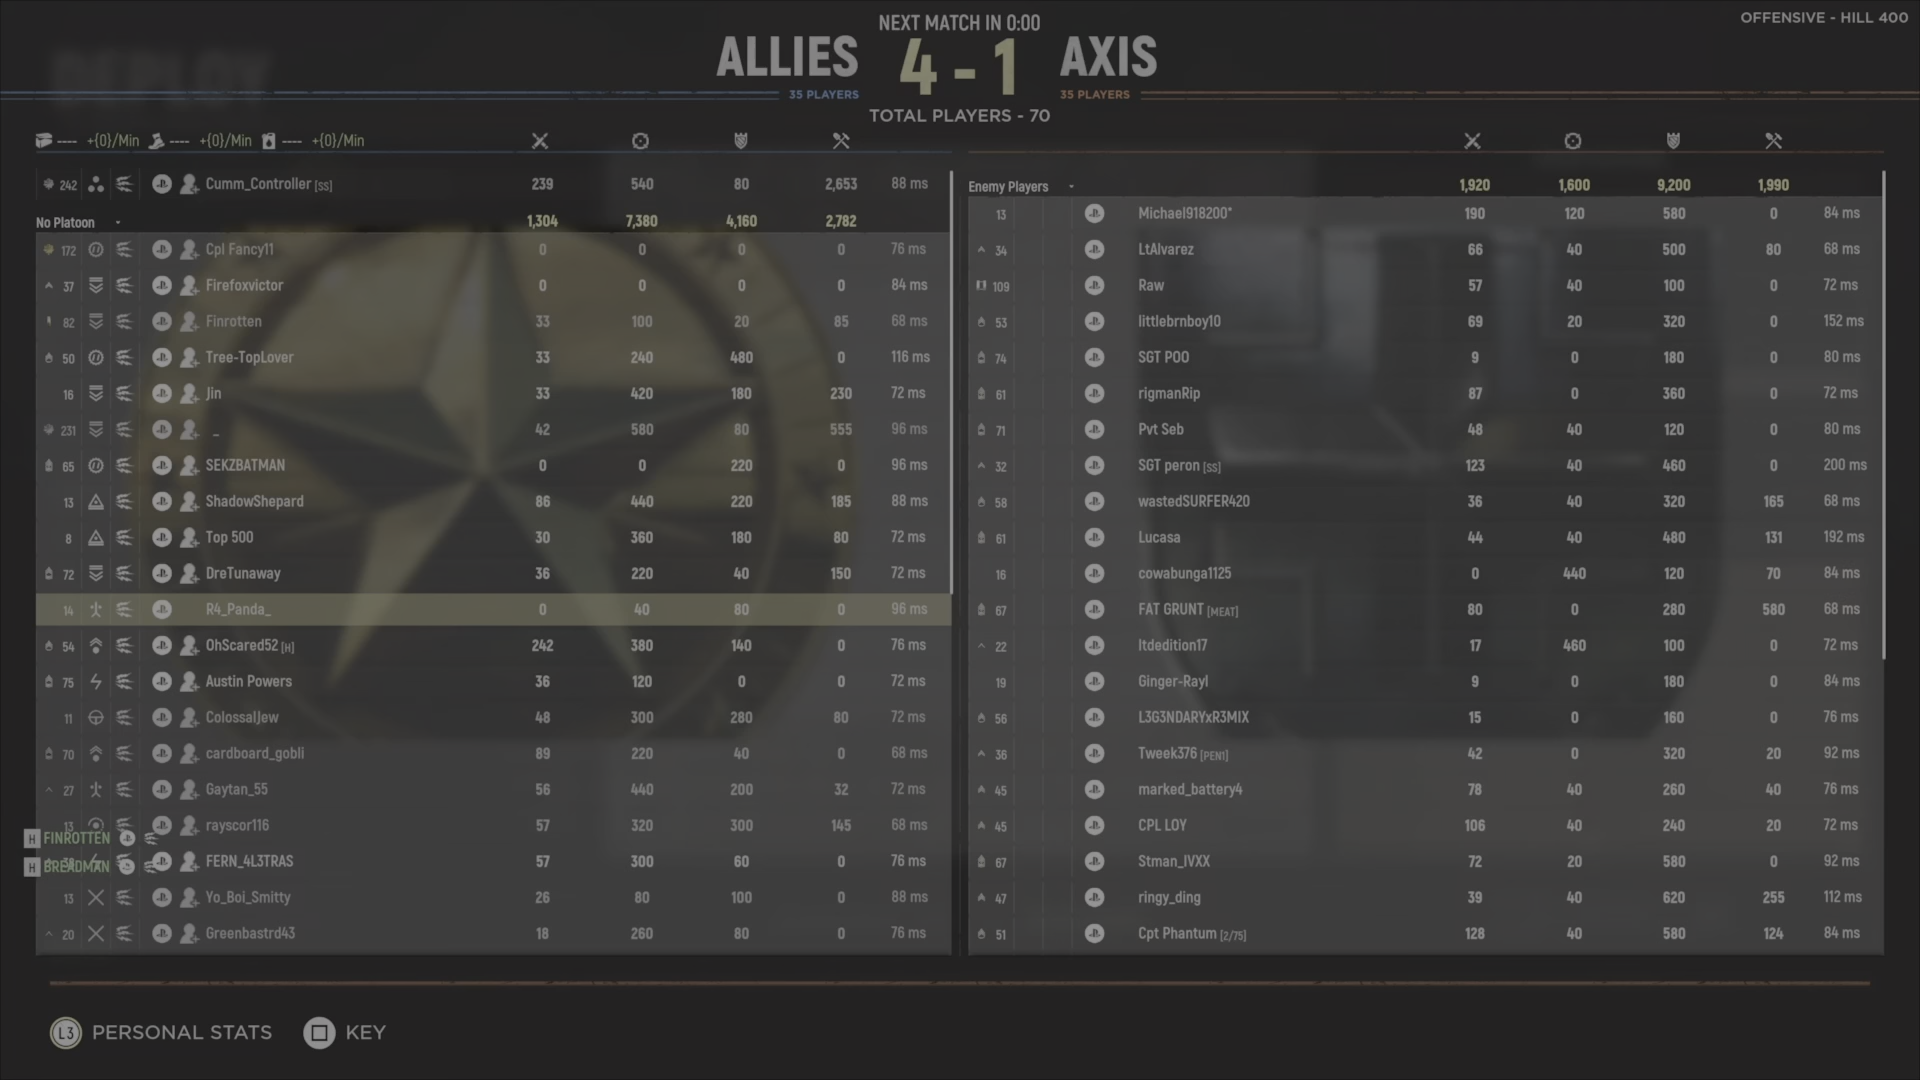 DEPLOY
NEXT MATCH IN 0:00
OFFENSIVE - HILL 400
ALLIES 4 - 1 AXIS
35 PLAYERS 35 PLAYERS
TOTAL PLAYERS - 70
---- +{0}/Min ---- +{0}/Min ---- +{0}/Min
242 Cumm_Controller [SS] 239 540 80 2,653 88 ms
No Platoon 1,304 7,380 4,160 2,782
172 Cpl Fancy11 0 0 0 0 76 ms
37 Firefoxvictor 0 0 0 0 84 ms
82 Finrotten 33 100 20 85 68 ms
50 Tree-TopLover 33 240 480 0 116 ms
16 Jin 33 420 180 230 72 ms
231 _ 42 580 80 555 96 ms
65 SEKZBATMAN 0 0 220 0 96 ms
13 ShadowShepard 86 440 220 185 88 ms
8 Top 500 30 360 180 80 72 ms
72 DreTunaway 36 220 40 150 72 ms
14 R4_Panda_ 0 40 80 0 96 ms
54 OhScared52 [H] 242 380 140 0 76 ms
75 Austin Powers 36 120 0 0 72 ms
11 ColossalJew 48 300 280 80 72 ms
70 cardboard_gobli 89 220 40 0 68 ms
27 Gaytan_55 56 440 200 32 72 ms
13 rayscor116 57 320 300 145 68 ms
H FINROTTEN
FERN_4L3TRAS 57 300 60 0 76 ms
H BREADMAN
13 Yo_Boi_Smitty 26 80 100 0 88 ms
20 Greenbastrd43 18 260 80 0 76 ms
Enemy Players 1,920 1,600 9,200 1,990
13 Michael918200* 190 120 580 0 84 ms
34 LtAlvarez 66 40 500 80 68 ms
109 Raw 57 40 100 0 72 ms
53 littlebrnboy10 69 20 320 0 152 ms
74 SGT POO 9 0 180 0 80 ms
61 rigmanRip 87 0 360 0 72 ms
71 Pvt Seb 48 40 120 0 80 ms
32 SGT peron [SS] 123 40 460 0 200 ms
58 wastedSURFER420 36 40 320 165 68 ms
61 Lucasa 44 40 480 131 192 ms
16 cowabunga1125 0 440 120 70 84 ms
67 FAT GRUNT [MEAT] 80 0 280 580 68 ms
22 ltdedition17 17 460 100 0 72 ms
19 Ginger-Rayl 9 0 180 0 84 ms
56 L3G3NDARYxR3MIX 15 0 160 0 76 ms
36 Tweek376 [PEN1] 42 0 320 20 92 ms
45 marked_battery4 78 40 260 40 76 ms
45 CPL LOY 106 40 240 20 72 ms
67 Stman_IVXX 72 20 580 0 92 ms
47 ringy_ding 39 40 620 255 112 ms
51 Cpt Phantum [2/75] 128 40 580 124 84 ms
L3 PERSONAL STATS KEY